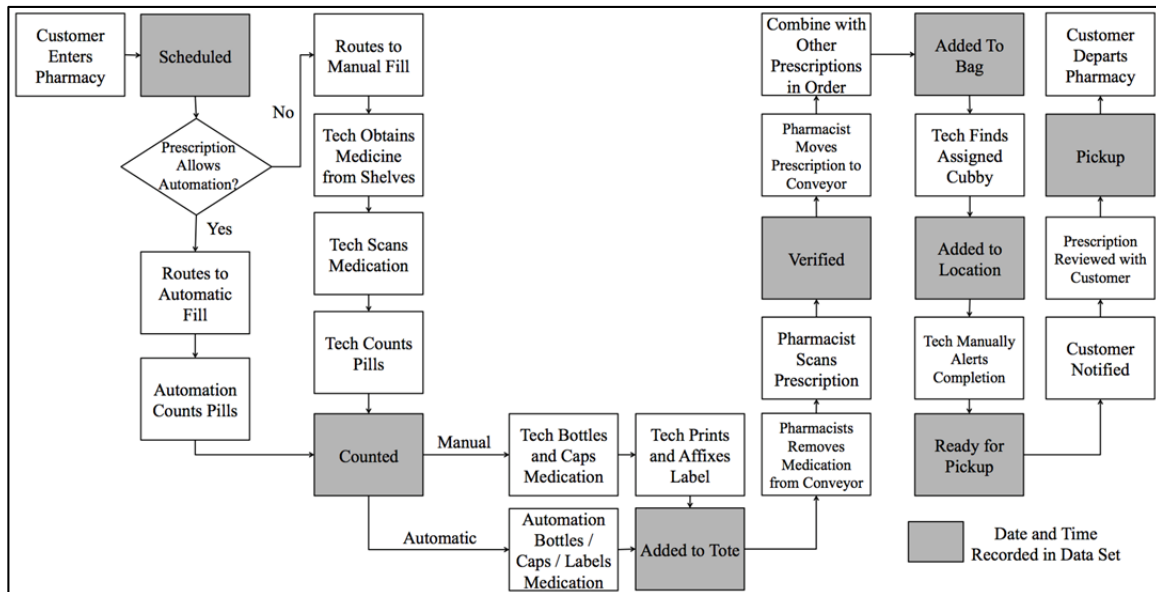 Customer
Enters
Pharmacy
Scheduled
Prescription
Allows
Automation?
No
Yes
Routes to
Automatic
Fill
Automation
Counts Pills
Routes to
Manual Fill
Tech Obtains
Medicine
from Shelves
Tech Scans
Medication
Tech Counts
Pills
Counted
Manual
Automatic
Tech Bottles
and Caps
Medication
Tech Prints
and Affixes
Label
Automation
Bottles /
Caps / Labels
Medication
Added to Tote
Pharmacists
Removes
Medication
from Conveyor
Pharmacist
Scans
Prescription
Verified
Pharmacist
Moves
Prescription to
Conveyor
Combine with
Other
Prescriptions
in Order
Added To
Bag
Tech Finds
Assigned
Cubby
Added to
Location
Tech Manually
Alerts
Completion
Ready for
Pickup
Customer
Notified
Prescription
Reviewed with
Customer
Pickup
Customer
Departs
Pharmacy
Date and Time
Recorded in Data Set